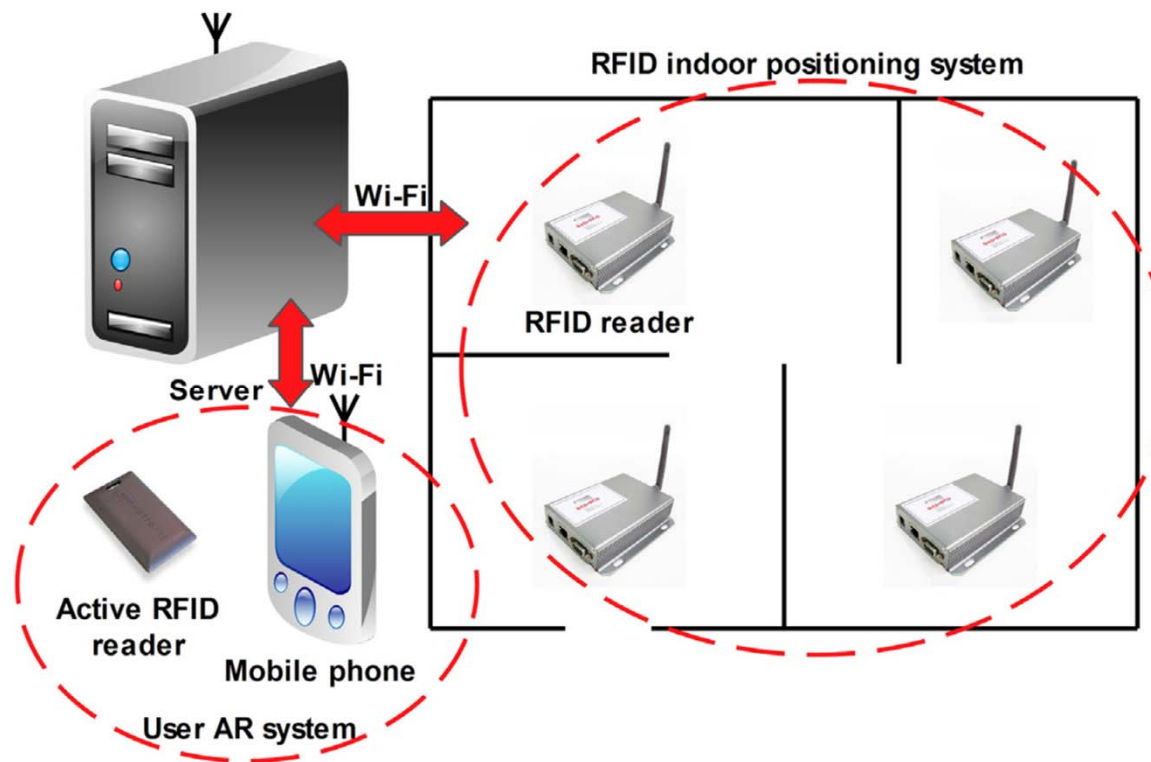 RFID indoor positioning system
Wi-Fi
RFID reader
Server
Wi-Fi
Active RFID
reader
Mobile phone
User AR system